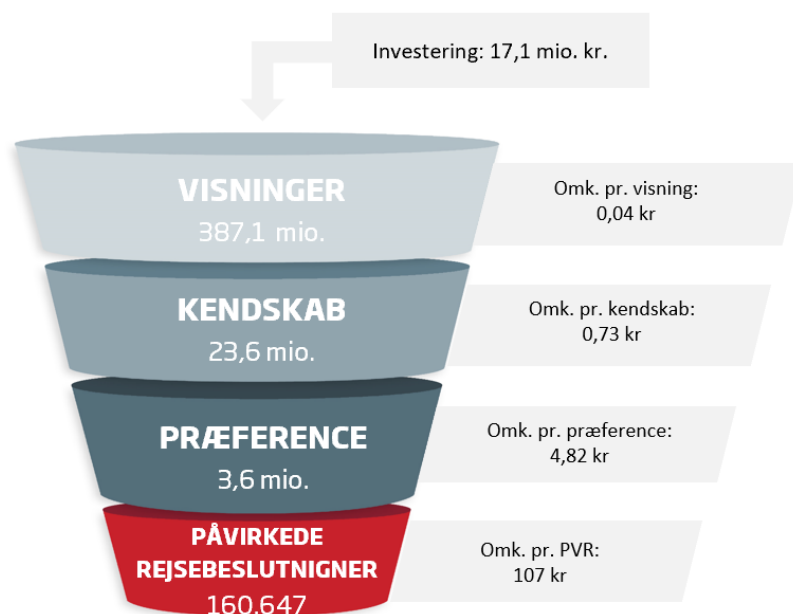 Investering: 17,1 mio. kr.
VISNINGER
387,1 mio.
Omk. pr. visning:
0,04 kr
KENDSKAB
23,6 mio.
Omk. pr. kendskab:
0,73 kr
PRÆFERENCE
3,6 mio.
Omk. pr. præference:
4,82 kr
PÅVIRKEDE
REJSEBESLUTNIGNER
160.647
Omk. pr. PVR:
107 kr